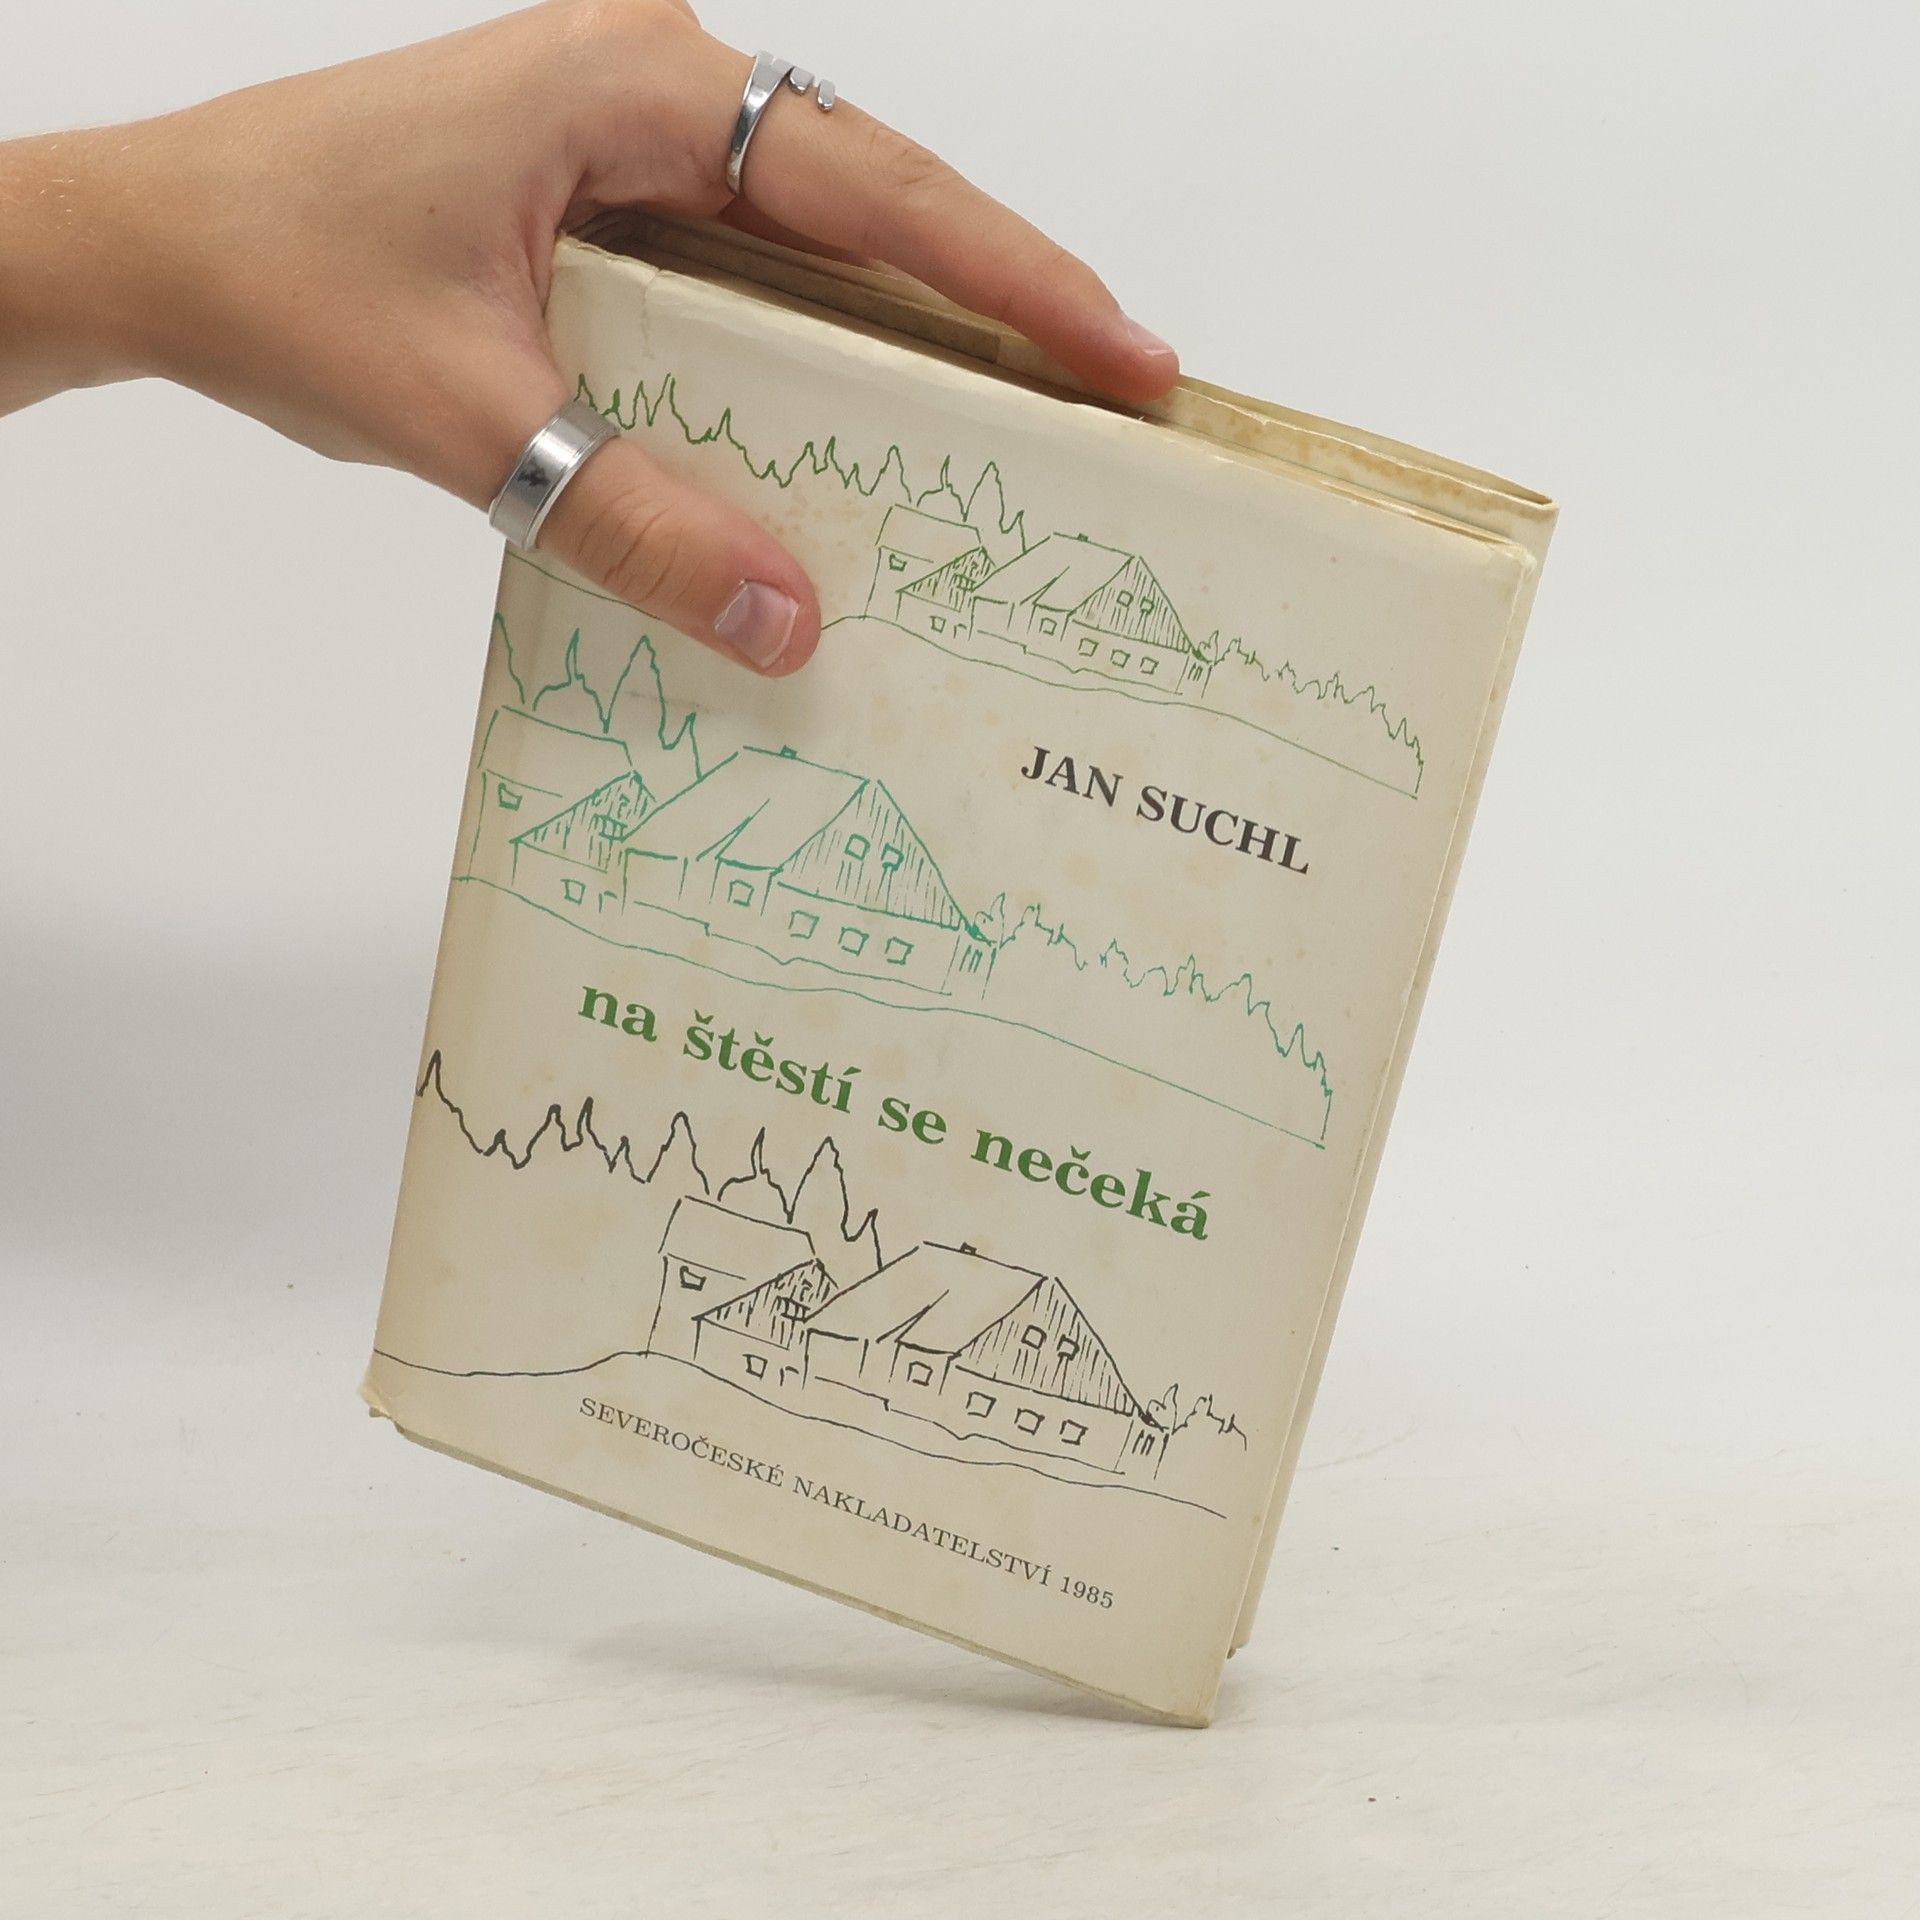 JAN SUCHL
na štěstí se nečeká
SEVEROČESKÉ NAKLADATELSTVÍ 1985